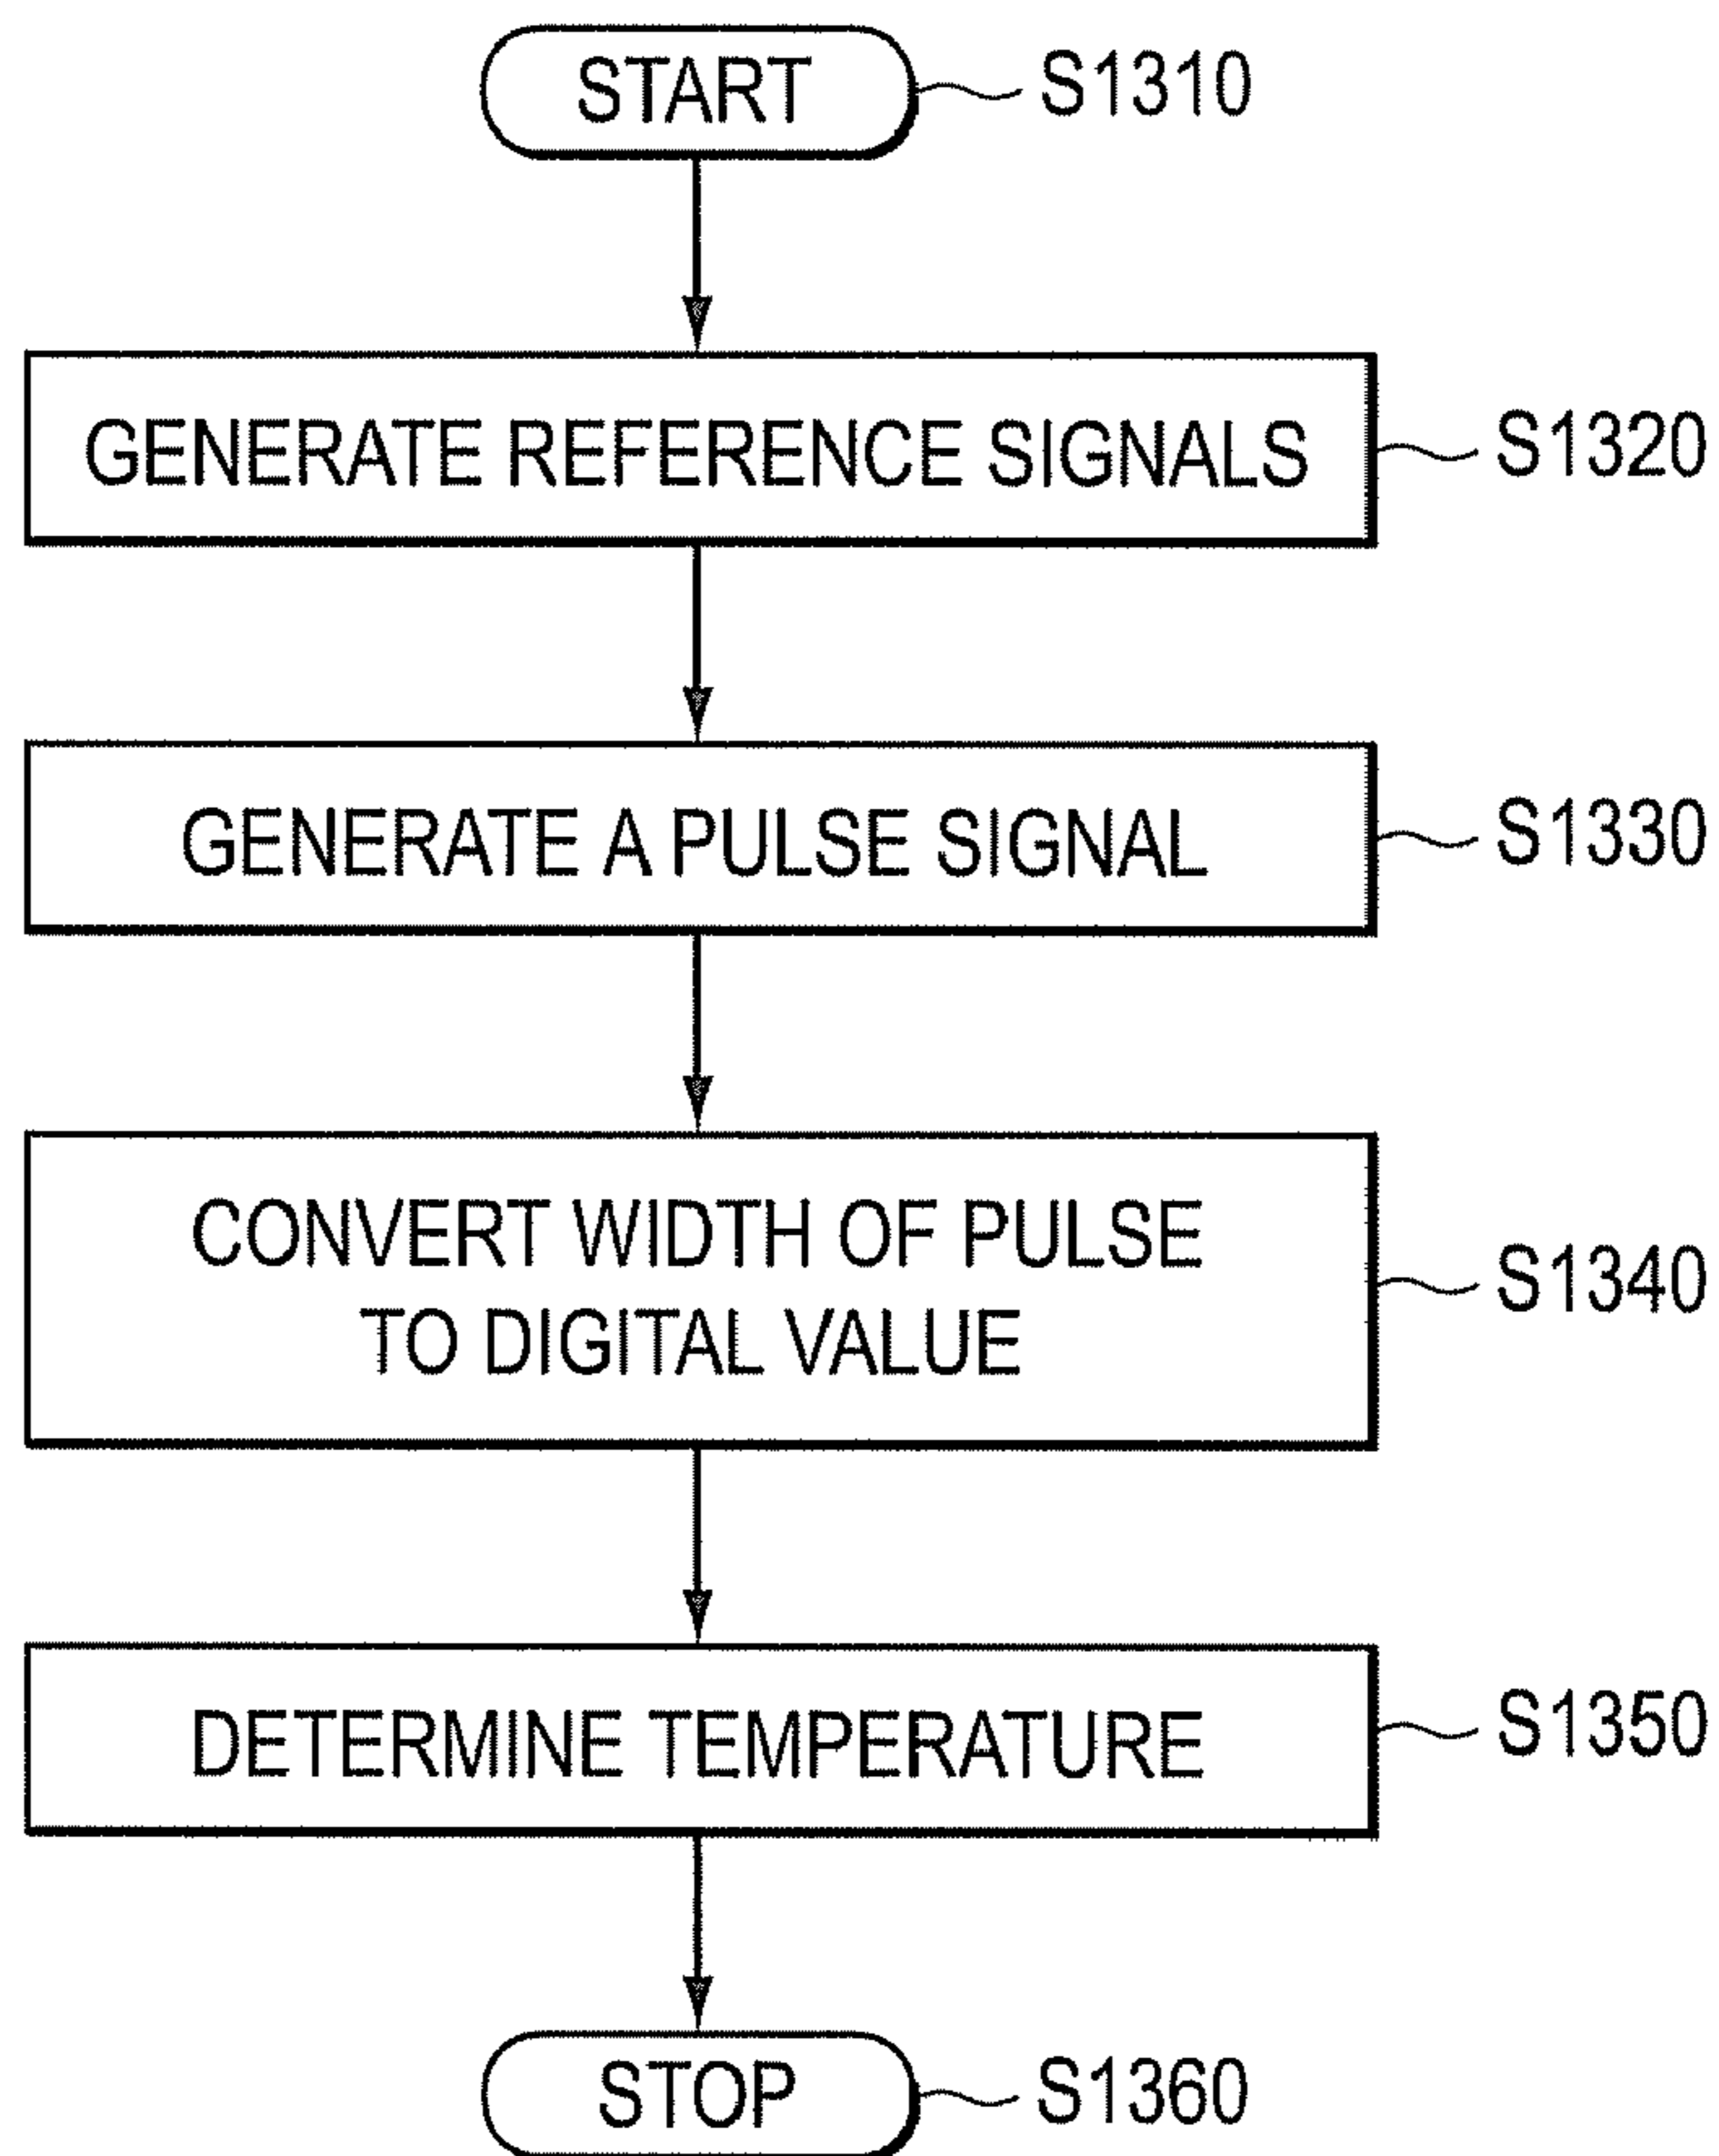 START
S1310
GENERATE REFERENCE SIGNALS
S1320
GENERATE A PULSE SIGNAL
S1330
CONVERT WIDTH OF PULSE
TO DIGITAL VALUE
S1340
DETERMINE TEMPERATURE
S1350
STOP
S1360